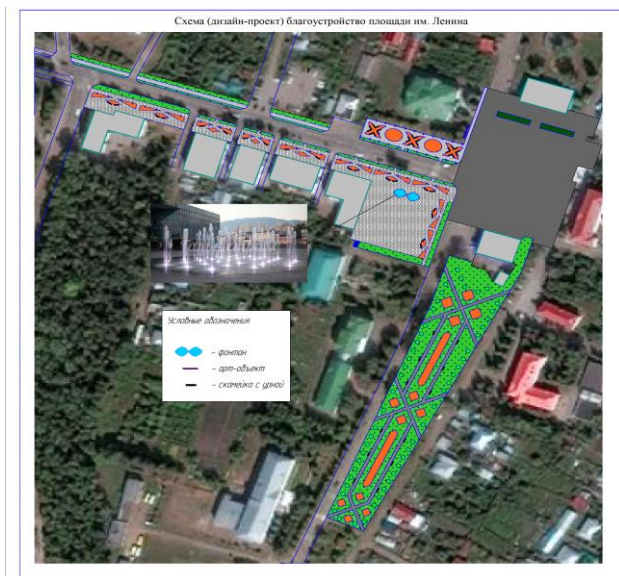 Схема (дизайн-проект) благоустройство площади им. Ленина
Условные обозначения
- фонтан
- арт-объект
- скамейка с урной